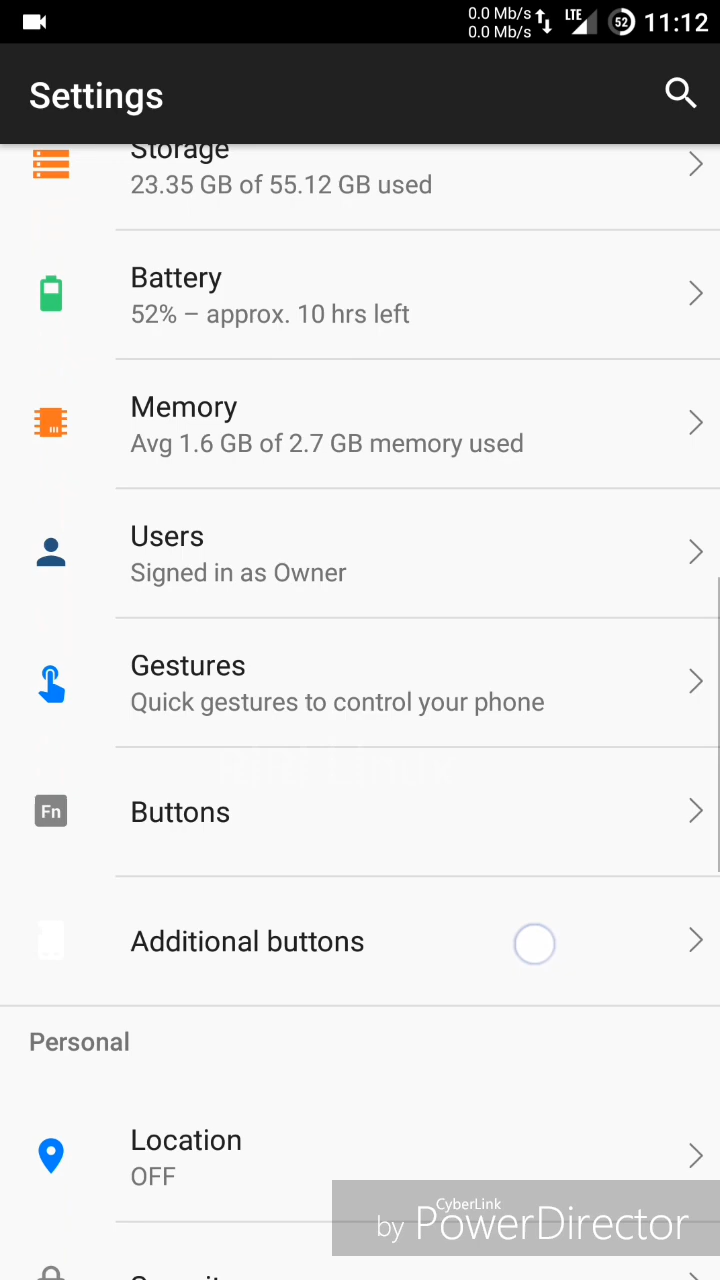 0.0 Mb/s
0.0 Mb/s
LTE
52
11:12
Settings
Storage
23.35 GB of 55.12 GB used
Battery
52% – approx. 10 hrs left
Memory
Avg 1.6 GB of 2.7 GB memory used
Users
Signed in as Owner
Gestures
Quick gestures to control your phone
Fn
Buttons
Additional buttons
Personal
Location
OFF
CyberLink
by PowerDirector